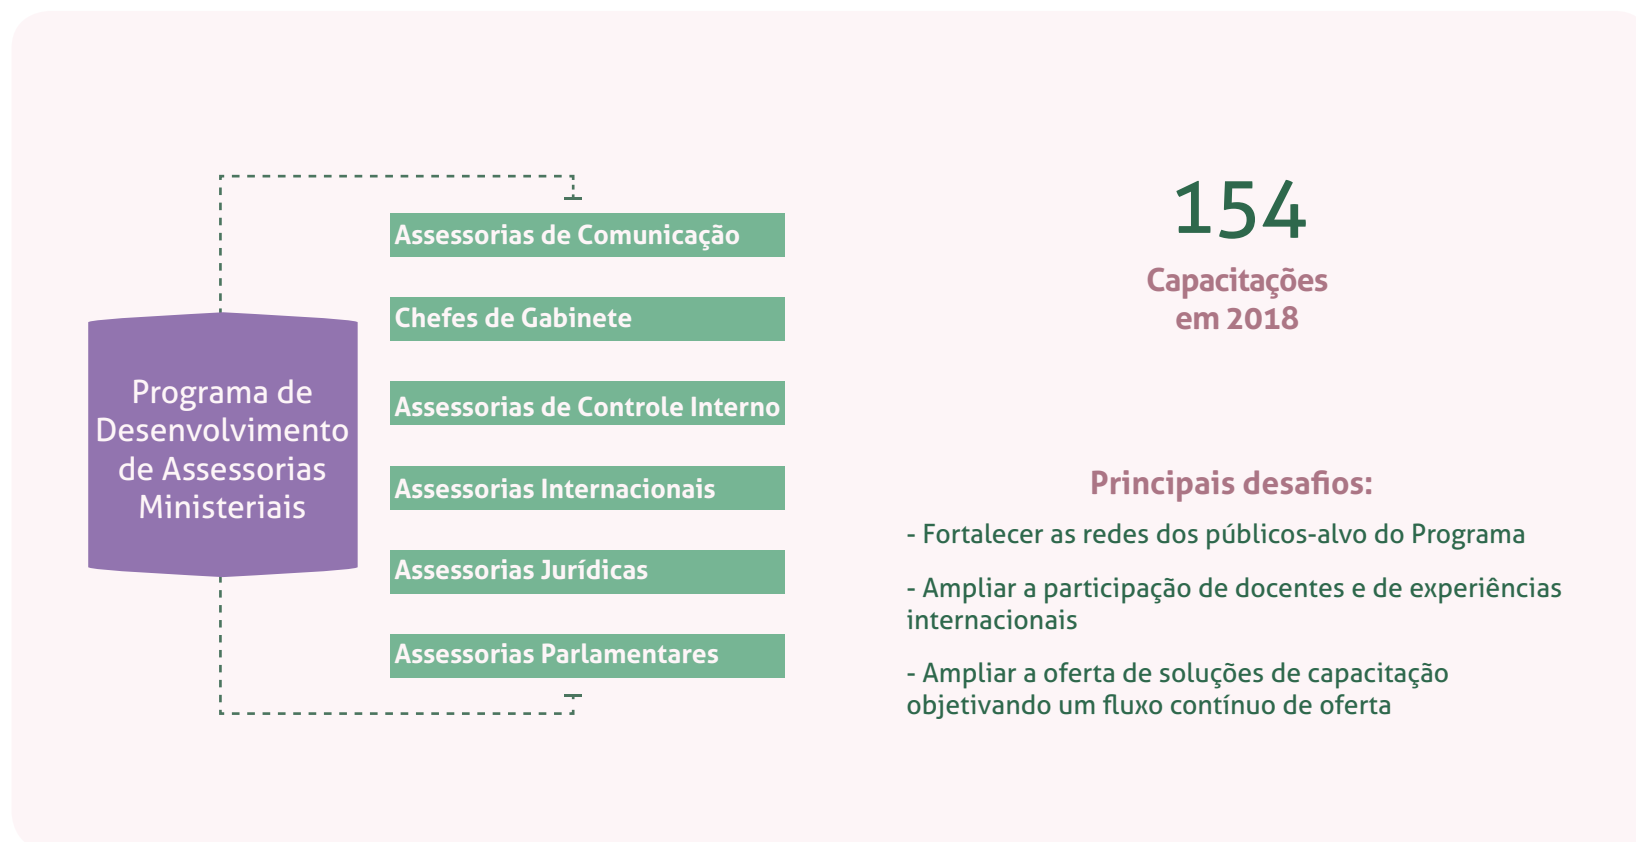 Programa de
Desenvolvimento
de Assessorias
Ministeriais
Assessorias de Comunicação
Chefes de Gabinete
Assessorias de Controle Interno
Assessorias Internacionais
Assessorias Jurídicas
Assessorias Parlamentares
154
Capacitações
em 2018
Principais desafios:
- Fortalecer as redes dos públicos-alvo do Programa
- Ampliar a participação de docentes e de experiências
internacionais
- Ampliar a oferta de soluções de capacitação
objetivando um fluxo contínuo de oferta